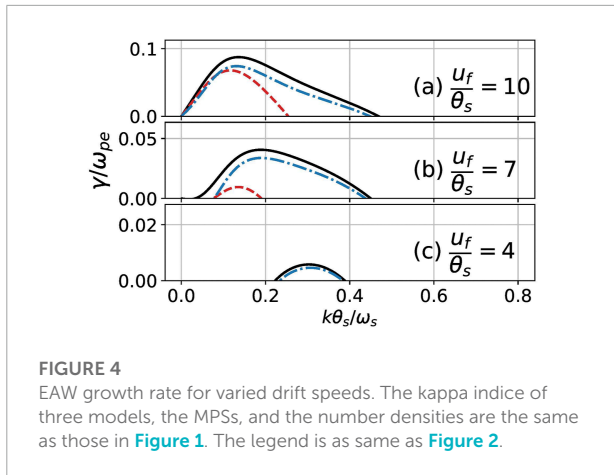 0.1
0.0
(a) u_f/θ_s = 10
γ/ω_pe
0.05
0.00
(b) u_f/θ_s = 7
0.02
0.00
(c) u_f/θ_s = 4
0.0 0.2 0.4 0.6 0.8
kθ_s/ω_s
FIGURE 4
EAW growth rate for varied drift speeds. The kappa indice of
three models, the MPSs, and the number densities are the same
as those in Figure 1. The legend is as same as Figure 2.